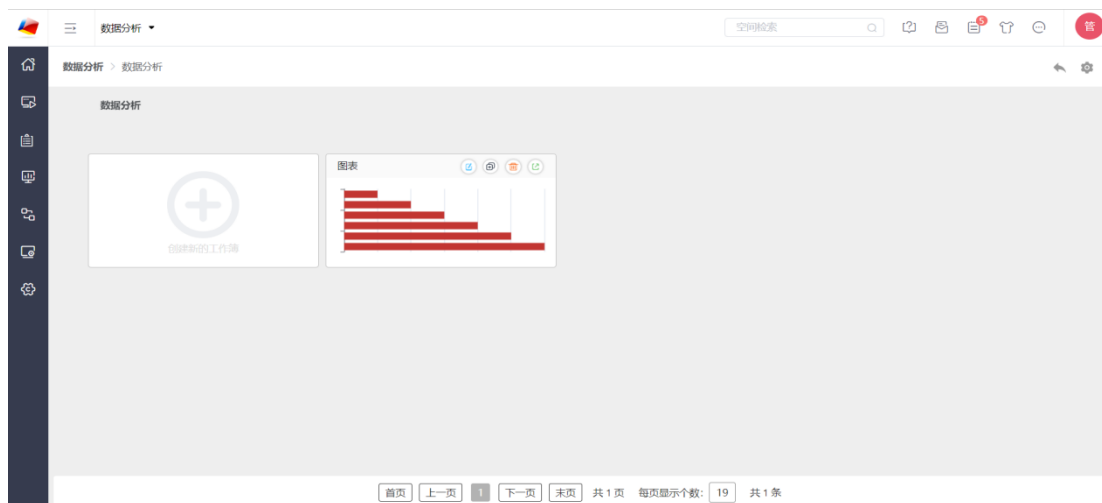 数据分析
空间检索
5
管
数据分析 > 数据分析
数据分析
创建新的工作簿
图表
首页 上一页 1 下一页 末页 共 1 页 每页显示个数: 19 共 1 条